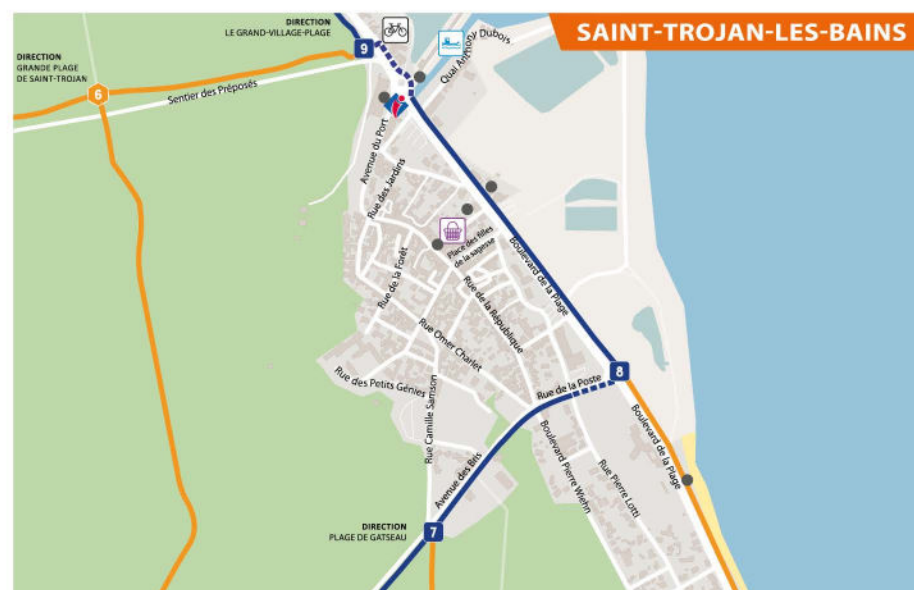 SAINT-TROJAN-LES-BAINS
DIRECTION
LE GRAND-VILLAGE-PLAGE
9
DIRECTION
GRANDE PLAGE
DE SAINT-TROJAN
6
Sentier des Préposés
Quai Anthony Dubois
Avenue du Port
Rue des Jardins
Place des filles
de la sagesse
Boulevard de la Plage
Rue de la Forêt
Rue de la République
Rue Omer Charlet
8
Rue de la Poste
Rue des Petits Génies
Rue Camille Samson
Boulevard de la Plage
Avenue des Bris
Boulevard Pierre Wiehn
Rue Pierre Lotti
DIRECTION
PLAGE DE GATSEAU
7